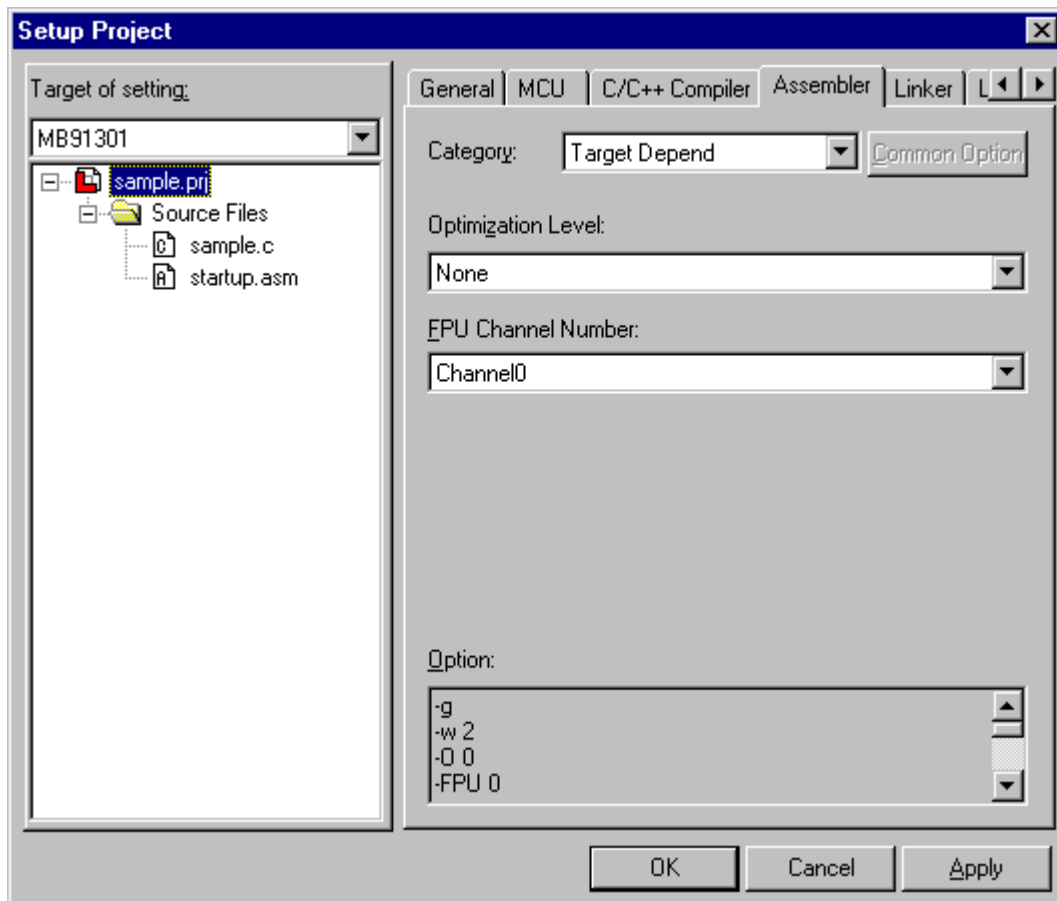 Setup Project
Target of setting:
MB91301
sample.prj
Source Files
sample.c
startup.asm
General MCU C/C++ Compiler Assembler Linker L
Category: Target Depend Common Option
Optimization Level:
None
FPU Channel Number:
Channel0
Option:
-g
-w 2
-O 0
-FPU 0
OK Cancel Apply